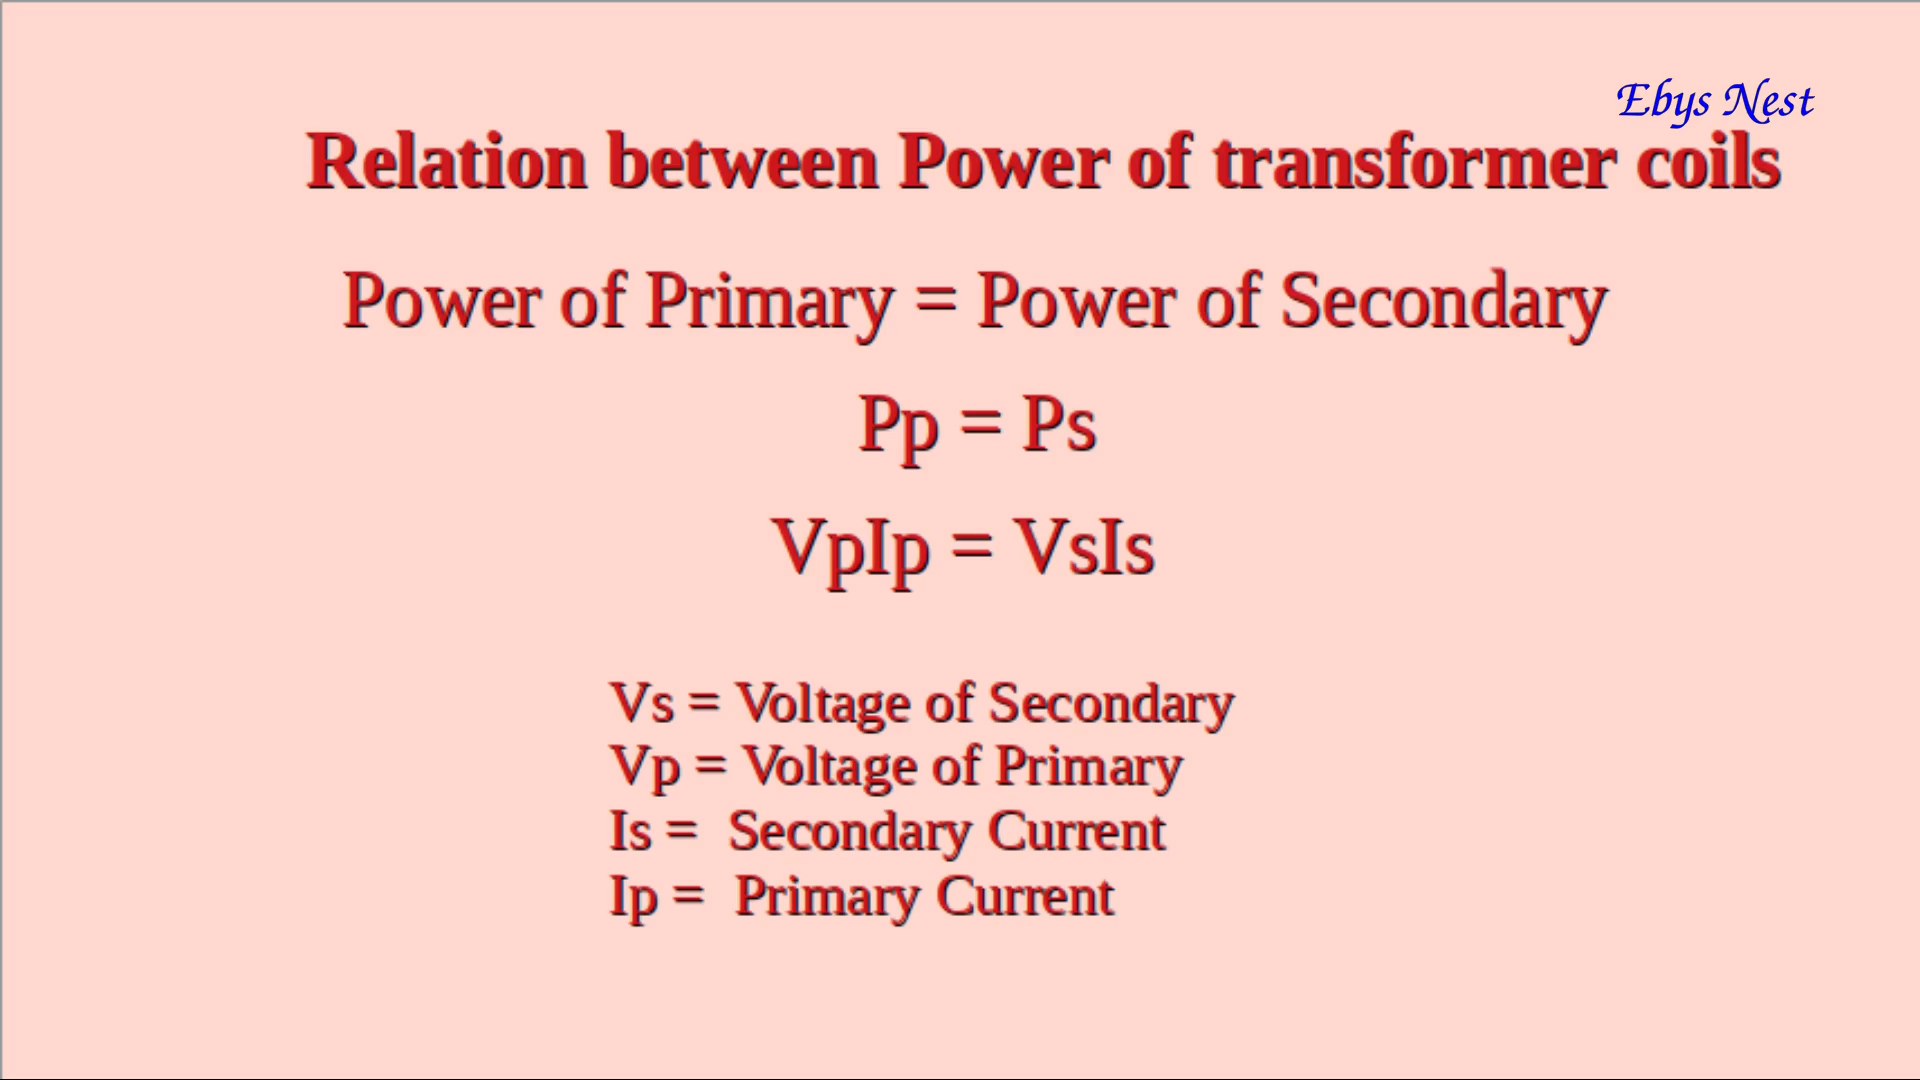 Ebys Nest
Relation between Power of transformer coils
Power of Primary = Power of Secondary
Pp = Ps
VpIp = VsIs
Vs = Voltage of Secondary
Vp = Voltage of Primary
Is =  Secondary Current
Ip =  Primary Current